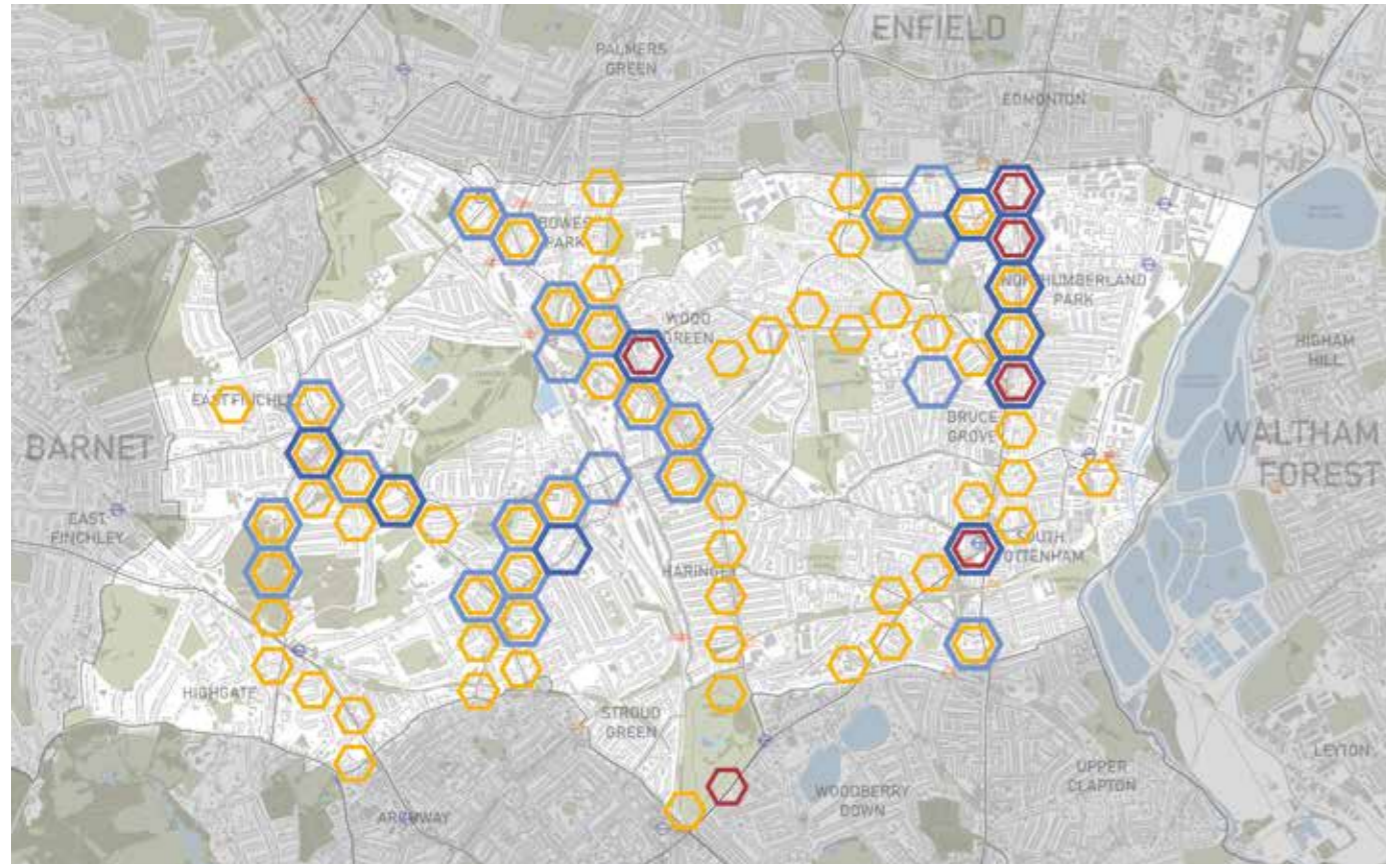 ENFIELD
PALMERS
GREEN
EDMONTON
BOWES
PARK
NORTHUMBERLAND
PARK
WOOD
GREEN
HIGHAM
HILL
EAST FINCHLEY
BRUCE
GROVE
BARNET
WALTHAM
FOREST
EAST
FINCHLEY
SOUTH
TOTTENHAM
HARINGEY
HIGHGATE
STROUD
GREEN
LEYTON
UPPER
CLAPTON
WOODBERRY
DOWN
ARCHWAY